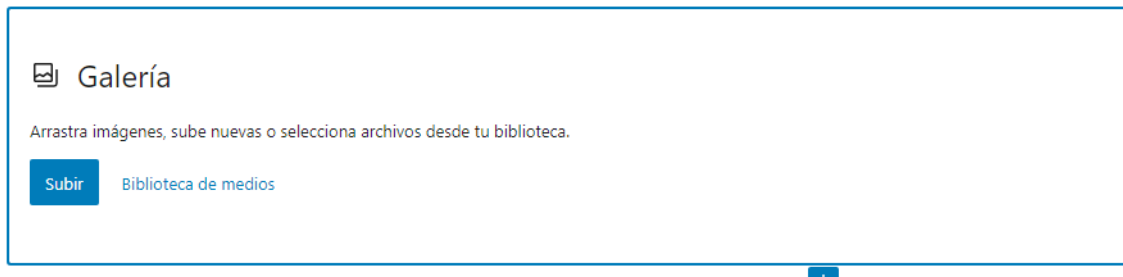 Galería
Arrastra imágenes, sube nuevas o selecciona archivos desde tu biblioteca.
Subir Biblioteca de medios